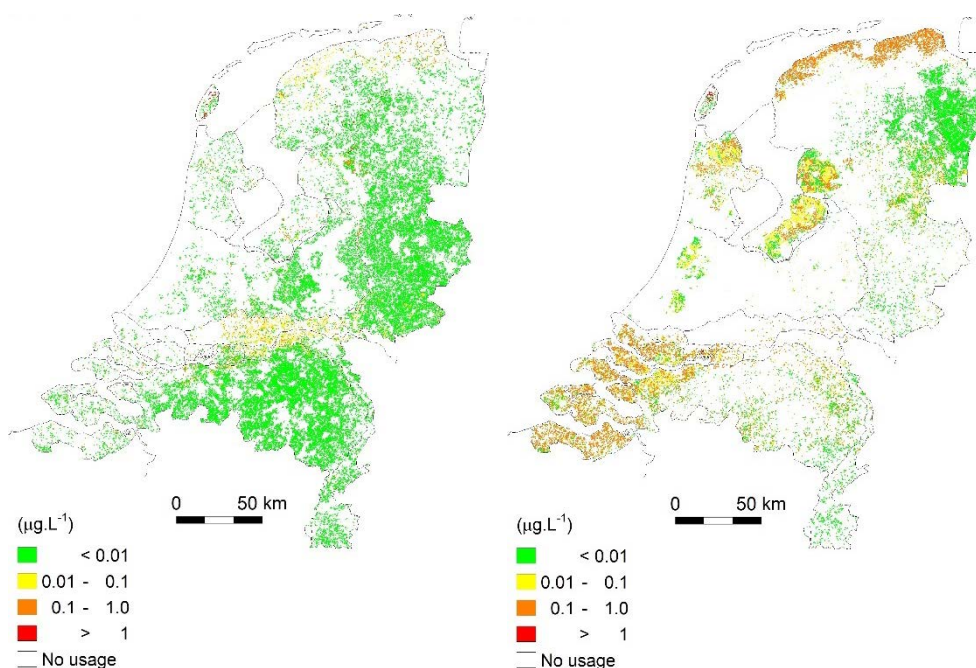 0 50 km
(µg.L⁻¹)
< 0.01
0.01 - 0.1
0.1 - 1.0
> 1
No usage
0 50 km
(µg.L⁻¹)
< 0.01
0.01 - 0.1
0.1 - 1.0
> 1
No usage